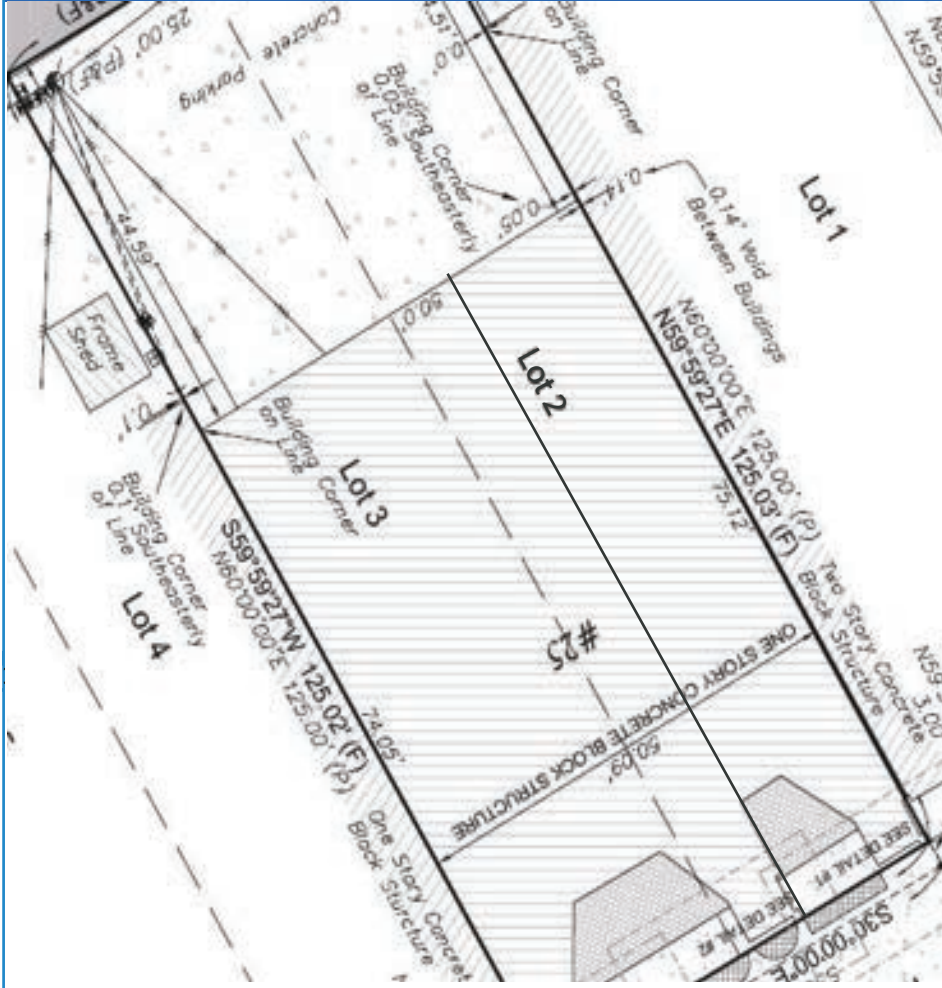 25.00' (P&F)
Concrete
Parking
0.0'
Building Corner
on Line
Building Corner
0.05' Southeasterly
of Line
0.05'
0.14'
0.14' Void
Between Buildings
Lot 1
44.59'
Frame
Shed
0.1'
50.0'
Lot 2
N60°00'00"E 125.00' (P)
N59°59'27"E 125.03' (F)
75.12'
Two Story Concrete
Block Structure
Building Corner
on Line
Lot 3
Building Corner
0.1' Southeasterly
of Line
Lot 4
S59°59'27"W 125.02' (F)
N60°00'00"E 125.00' (P)
74.05'
#25
ONE STORY CONCRETE BLOCK STRUCTURE
50.09'
One Story Concret
Block Sturcture
SEE DETAIL #1
SEE DETAIL #2
S30°00'00"E
3.00